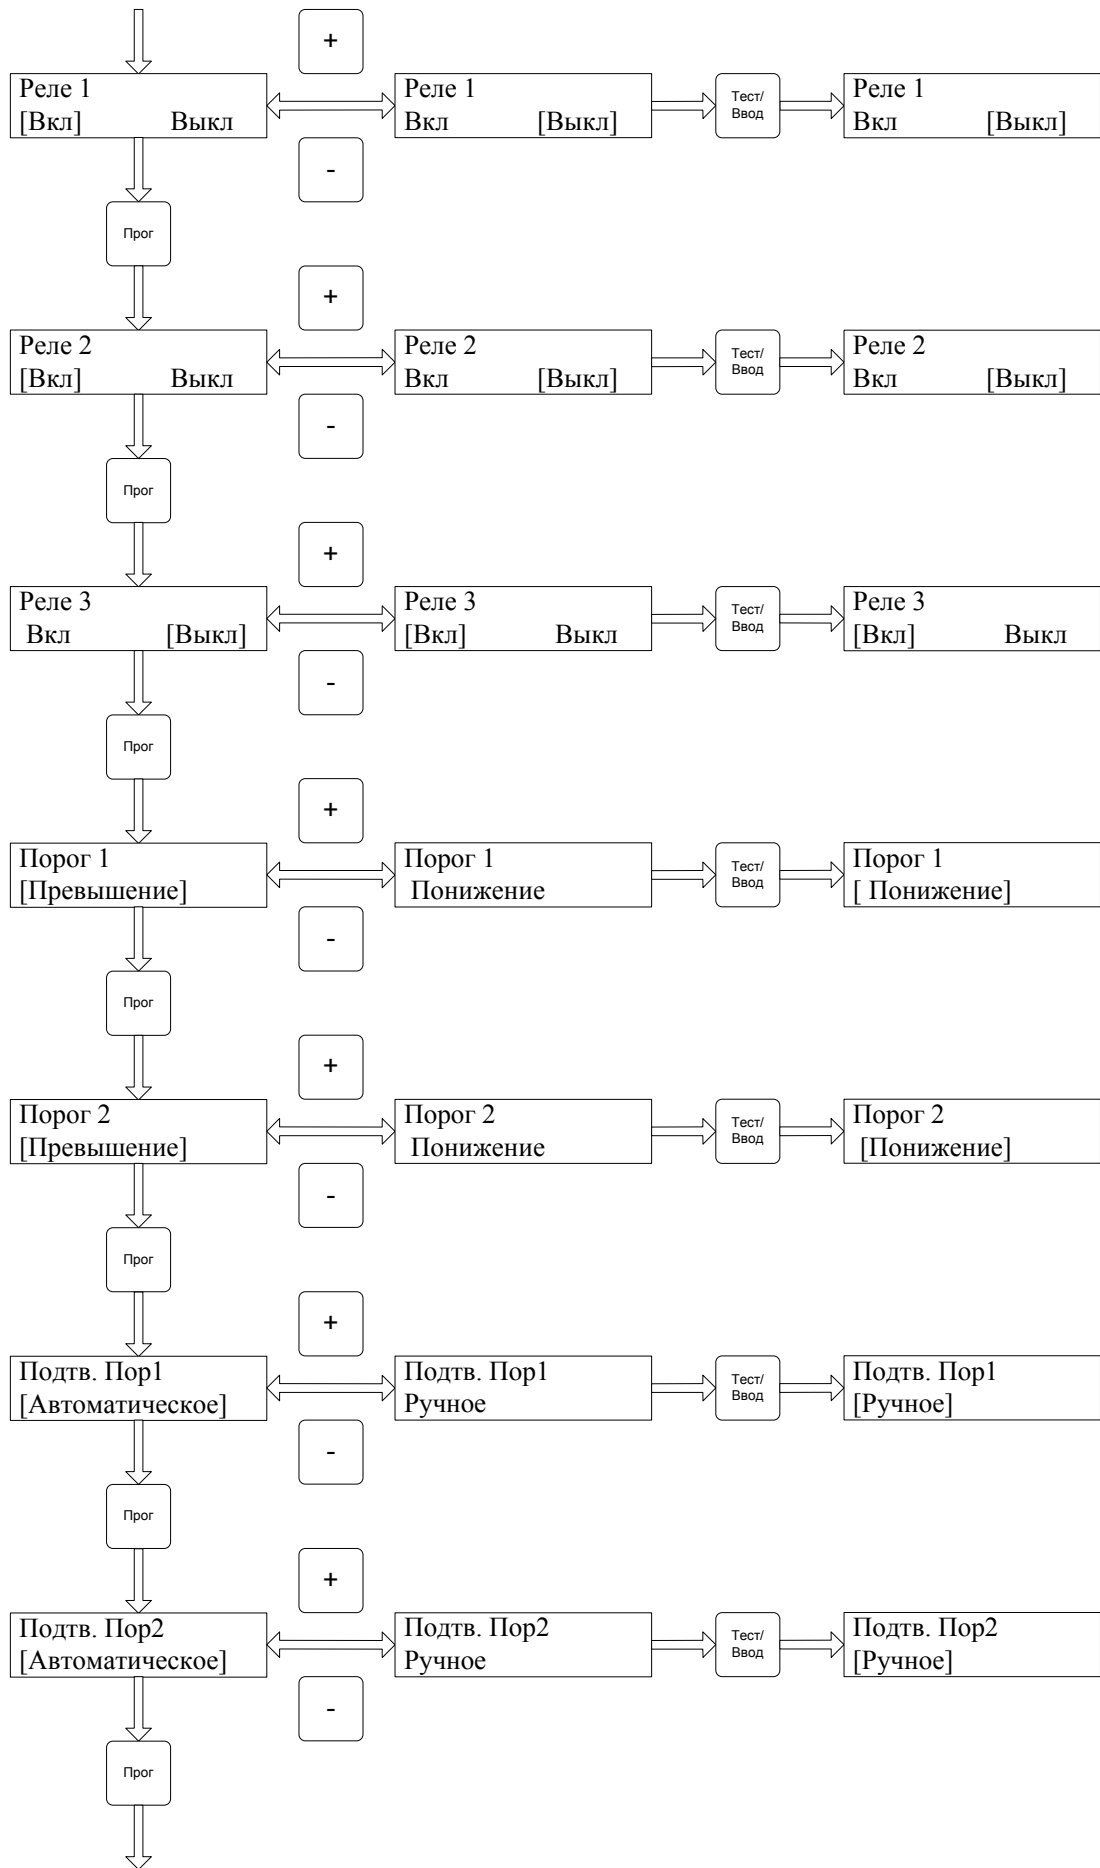 +
Реле 1
[Вкл] Выкл
Реле 1
Вкл [Выкл]
Тест/
Ввод
Реле 1
Вкл [Выкл]
-
Прог
+
Реле 2
[Вкл] Выкл
Реле 2
Вкл [Выкл]
Тест/
Ввод
Реле 2
Вкл [Выкл]
-
Прог
+
Реле 3
Вкл [Выкл]
Реле 3
[Вкл] Выкл
Тест/
Ввод
Реле 3
[Вкл] Выкл
-
Прог
+
Порог 1
[Превышение]
Порог 1
Понижение
Тест/
Ввод
Порог 1
[ Понижение]
-
Прог
+
Порог 2
[Превышение]
Порог 2
Понижение
Тест/
Ввод
Порог 2
[Понижение]
-
Прог
+
Подтв. Пор1
[Автоматическое]
Подтв. Пор1
Ручное
Тест/
Ввод
Подтв. Пор1
[Ручное]
-
Прог
+
Подтв. Пор2
[Автоматическое]
Подтв. Пор2
Ручное
Тест/
Ввод
Подтв. Пор2
[Ручное]
-
Прог